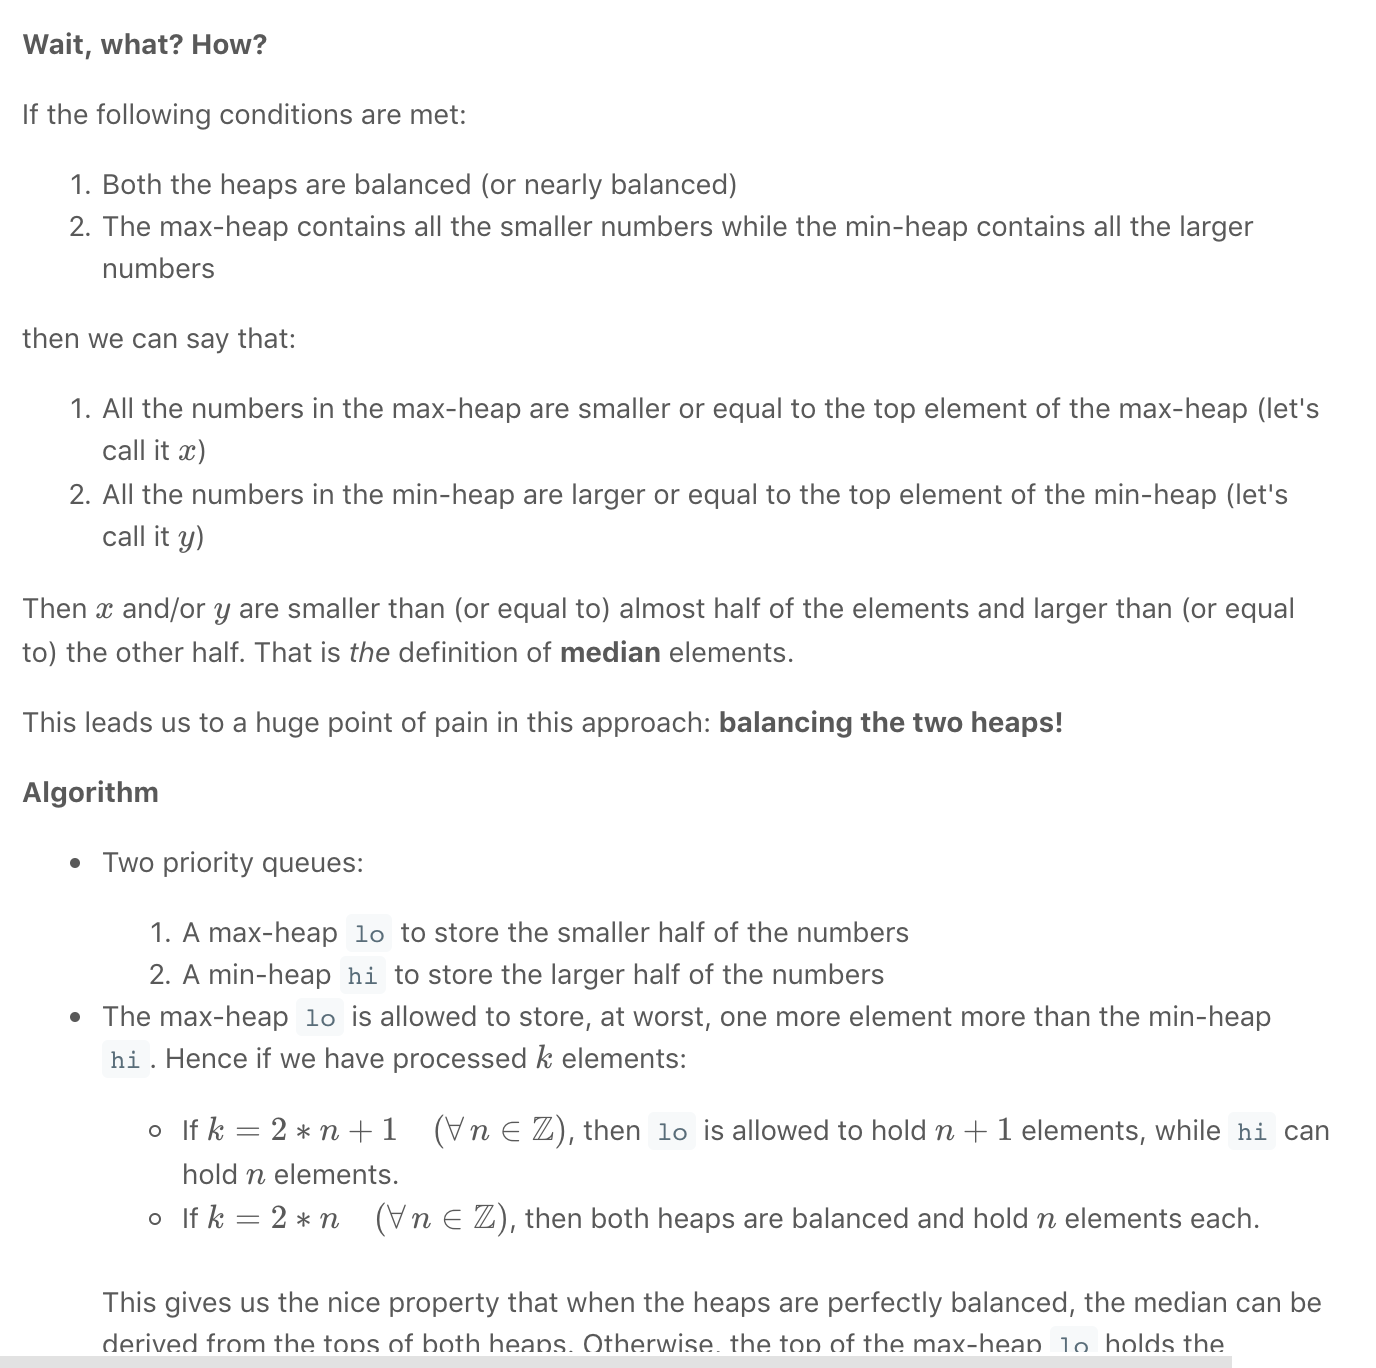 Wait, what? How?
If the following conditions are met:
1. Both the heaps are balanced (or nearly balanced)
2. The max-heap contains all the smaller numbers while the min-heap contains all the larger
numbers
then we can say that:
1. All the numbers in the max-heap are smaller or equal to the top element of the max-heap (let's
call it x)
2. All the numbers in the min-heap are larger or equal to the top element of the min-heap (let's
call it y)
Then x and/or y are smaller than (or equal to) almost half of the elements and larger than (or equal
to) the other half. That is the definition of median elements.
This leads us to a huge point of pain in this approach: balancing the two heaps!
Algorithm
• Two priority queues:
1. A max-heap lo to store the smaller half of the numbers
2. A min-heap hi to store the larger half of the numbers
• The max-heap lo is allowed to store, at worst, one more element more than the min-heap
hi . Hence if we have processed k elements:
○ If k = 2 * n + 1 (∀ n ∈ ℤ), then lo is allowed to hold n + 1 elements, while hi can
hold n elements.
○ If k = 2 * n (∀ n ∈ ℤ), then both heaps are balanced and hold n elements each.
This gives us the nice property that when the heaps are perfectly balanced, the median can be
derived from the tops of both heaps. Otherwise, the top of the max-heap lo holds the